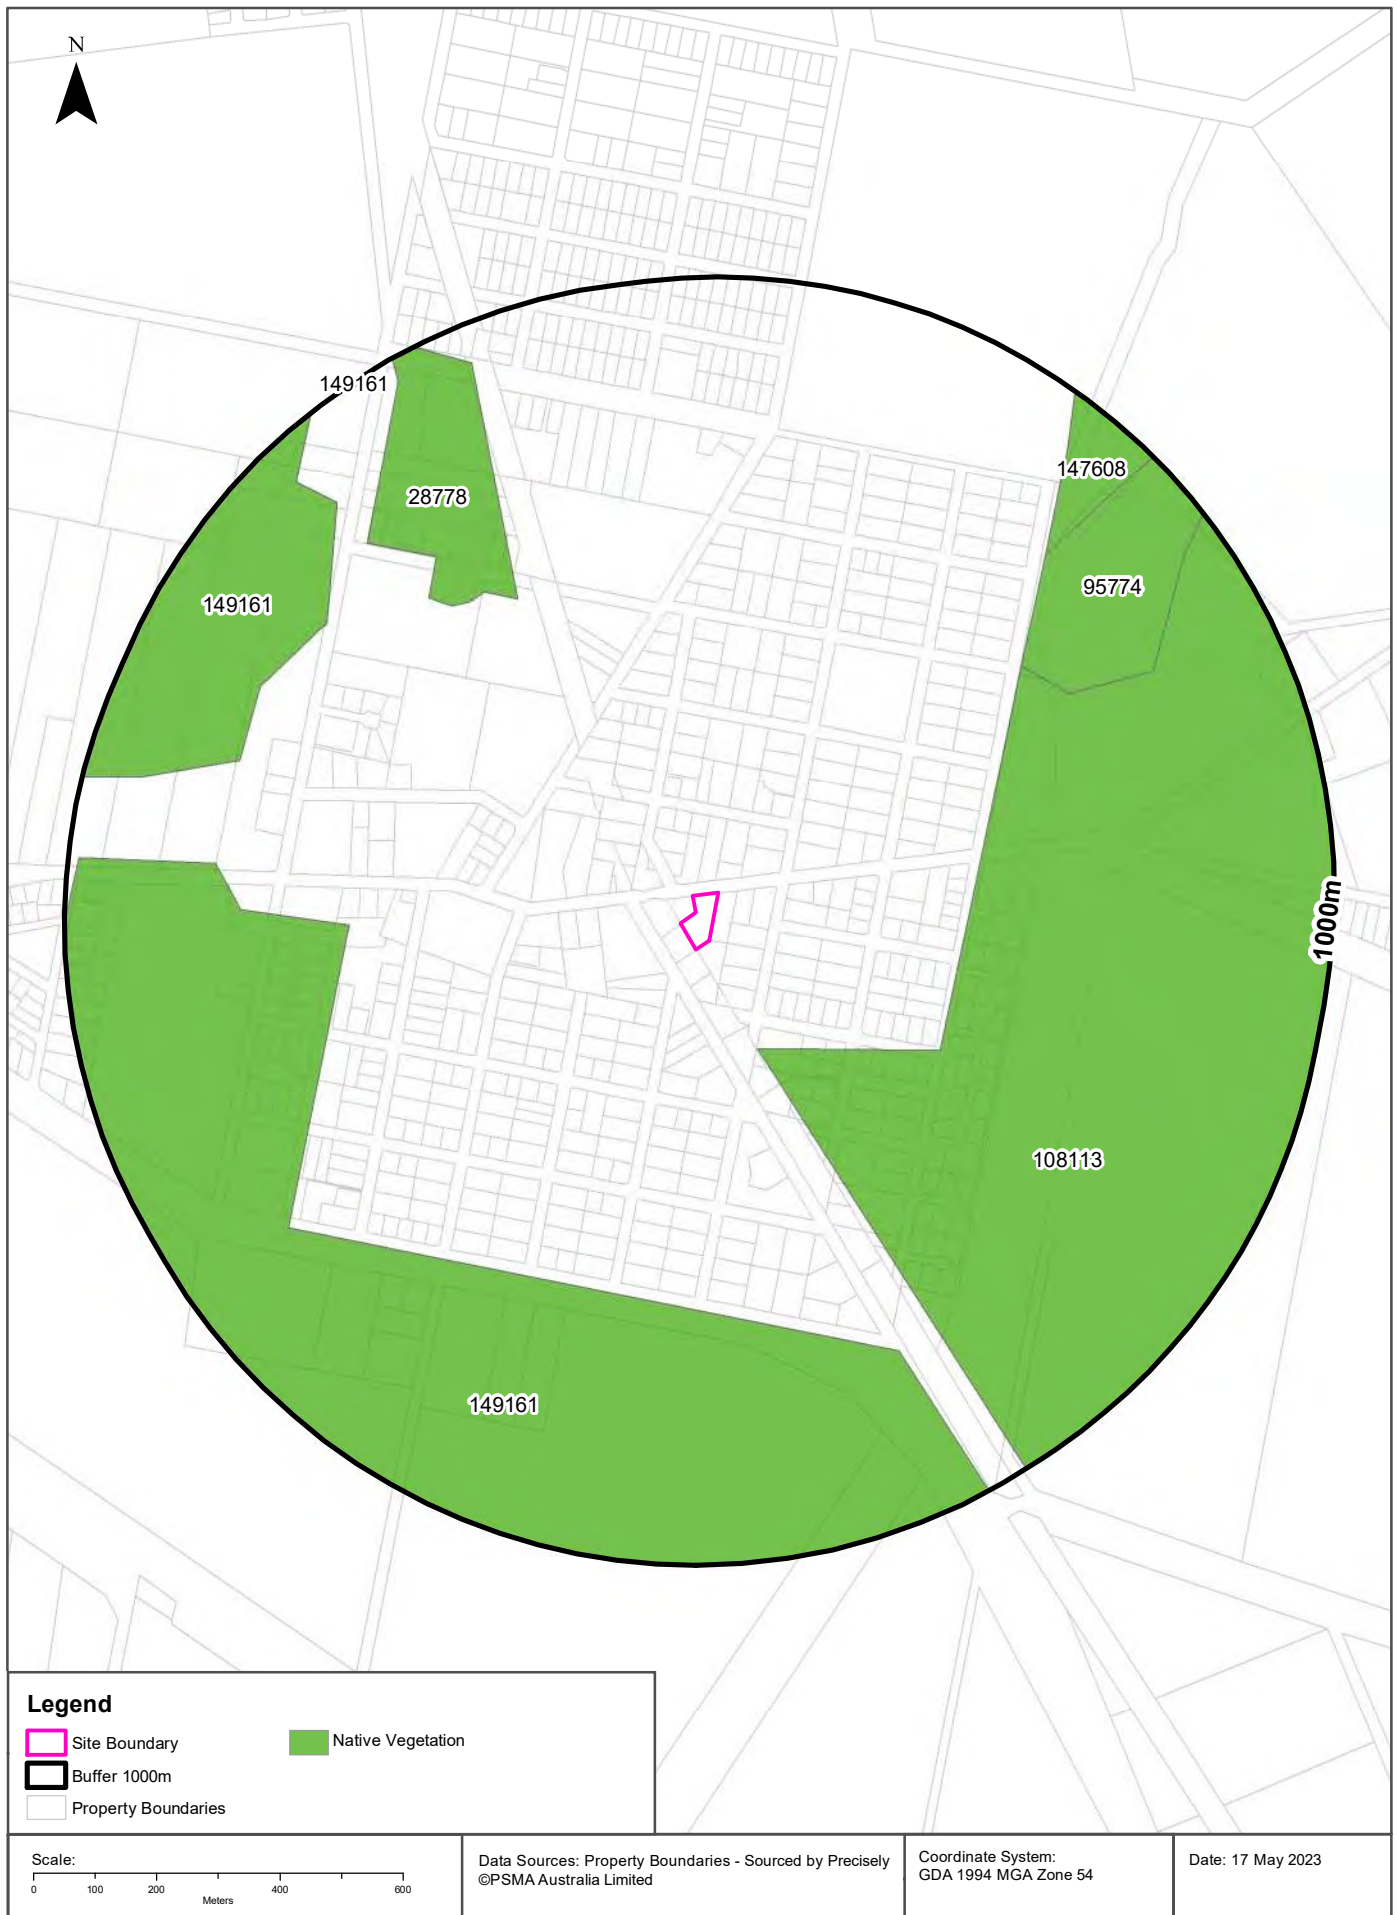 N
149161
28778
147608
95774
149161
1000m
108113
149161
Legend
Site Boundary
Native Vegetation
Buffer 1000m
Property Boundaries
Scale:
0 100 200 400 600
Meters
Data Sources: Property Boundaries - Sourced by Precisely
©PSMA Australia Limited
Coordinate System:
GDA 1994 MGA Zone 54
Date: 17 May 2023